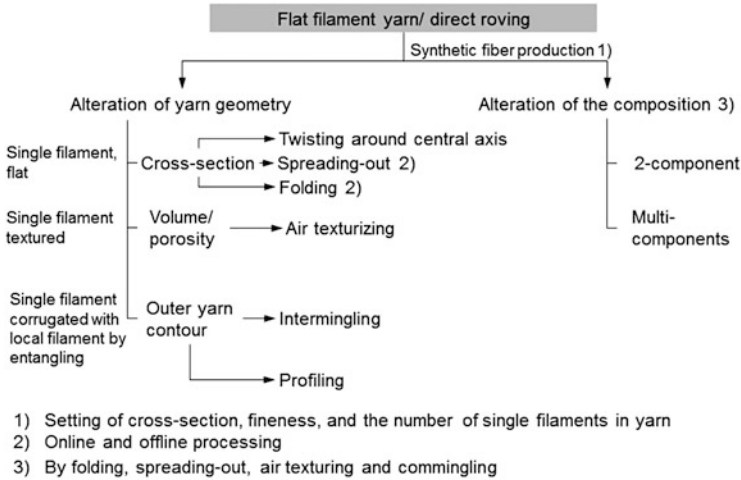 Flat filament yarn/ direct roving
Synthetic fiber production 1)
Alteration of yarn geometry
Alteration of the composition 3)
Single filament,
flat
Cross-section
Twisting around central axis
Spreading-out 2)
Folding 2)
2-component
Single filament
textured
Volume/
porosity
Air texturizing
Multi-
components
Single filament
corrugated with
local filament by
entangling
Outer yarn
contour
Intermingling
Profiling
1) Setting of cross-section, fineness, and the number of single filaments in yarn
2) Online and offline processing
3) By folding, spreading-out, air texturing and commingling